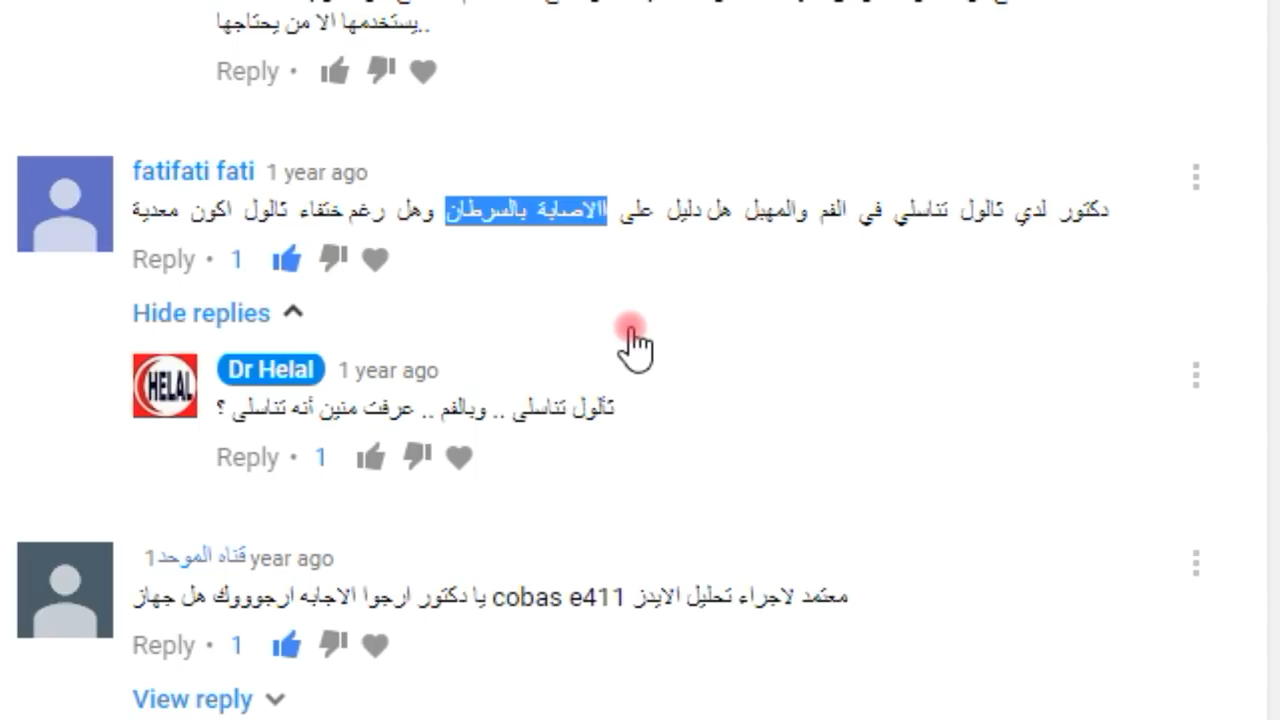 يستخدمها الا من يحتاجها..
Reply •
fatifati fati 1 year ago
دكتور لدي ثالول تناسلي في الفم والمهبل هل دليل على االاصابة بالسرطان وهل رغم ختفاء ثالول اكون معدية
Reply • 1
Hide replies
HELAL
Dr Helal 1 year ago
ثألول تناسلى .. وبالفم .. عرفت منين أنه تناسلى ؟
Reply • 1
قناه الموحد 1 year ago
يا دكتور ارجوا الاجابه ارجوووك هل جهاز cobas e411 معتمد لاجراء تحليل الايدز
Reply • 1
View reply